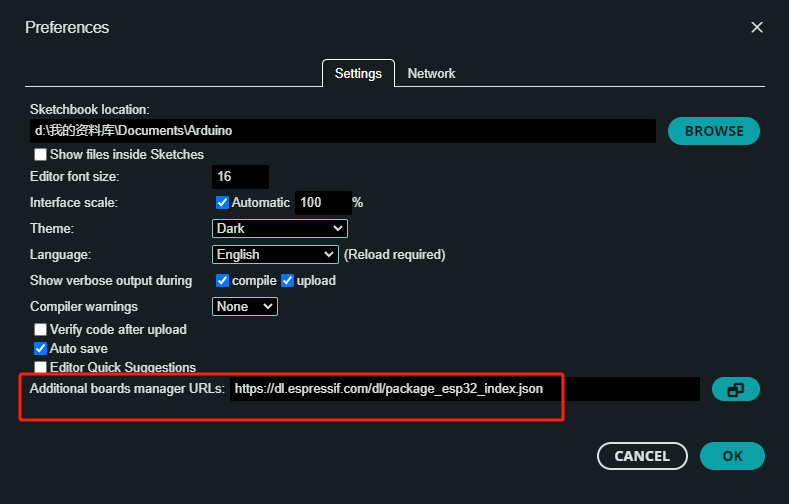 Preferences
Settings Network
Sketchbook location:
d:\我的资料库\Documents\Arduino
BROWSE
Show files inside Sketches
Editor font size: 16
Interface scale: Automatic 100 %
Theme: Dark
Language: English (Reload required)
Show verbose output during compile upload
Compiler warnings None
Verify code after upload
Auto save
Editor Quick Suggestions
Additional boards manager URLs: https://dl.espressif.com/dl/package_esp32_index.json
CANCEL OK